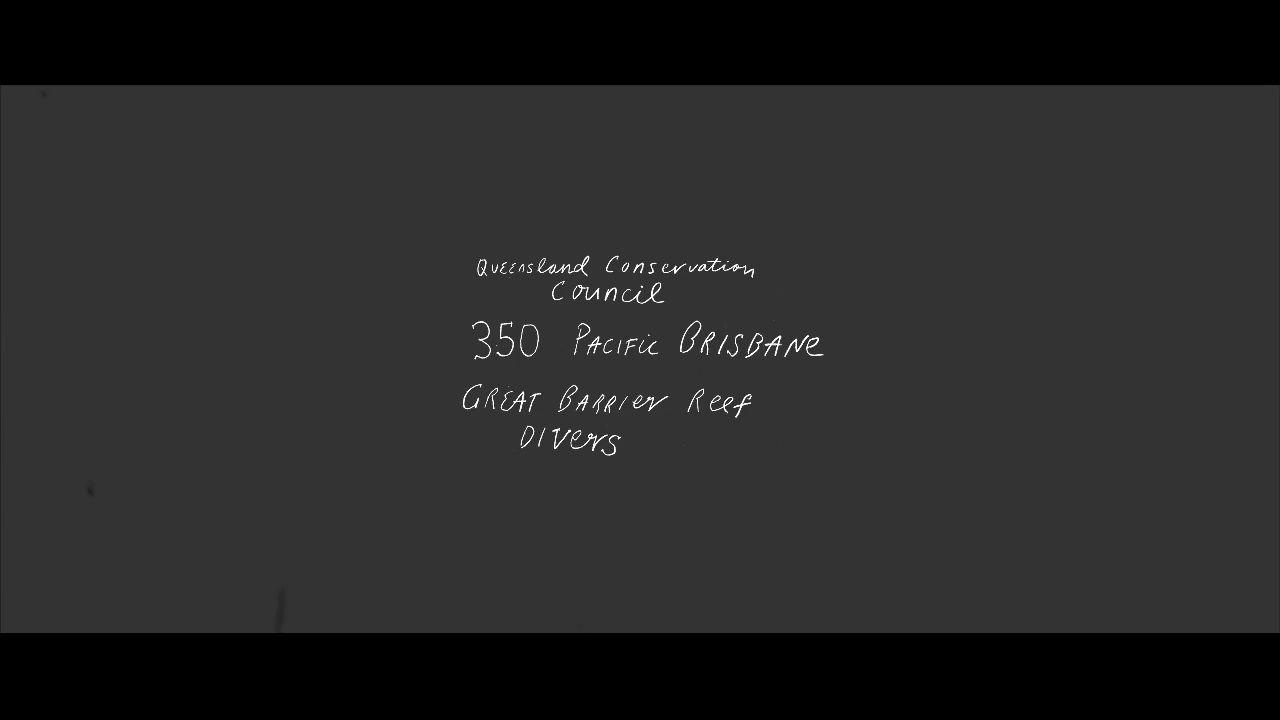 Queensland Conservation
Council
350 Pacific Brisbane
Great Barrier Reef
Divers